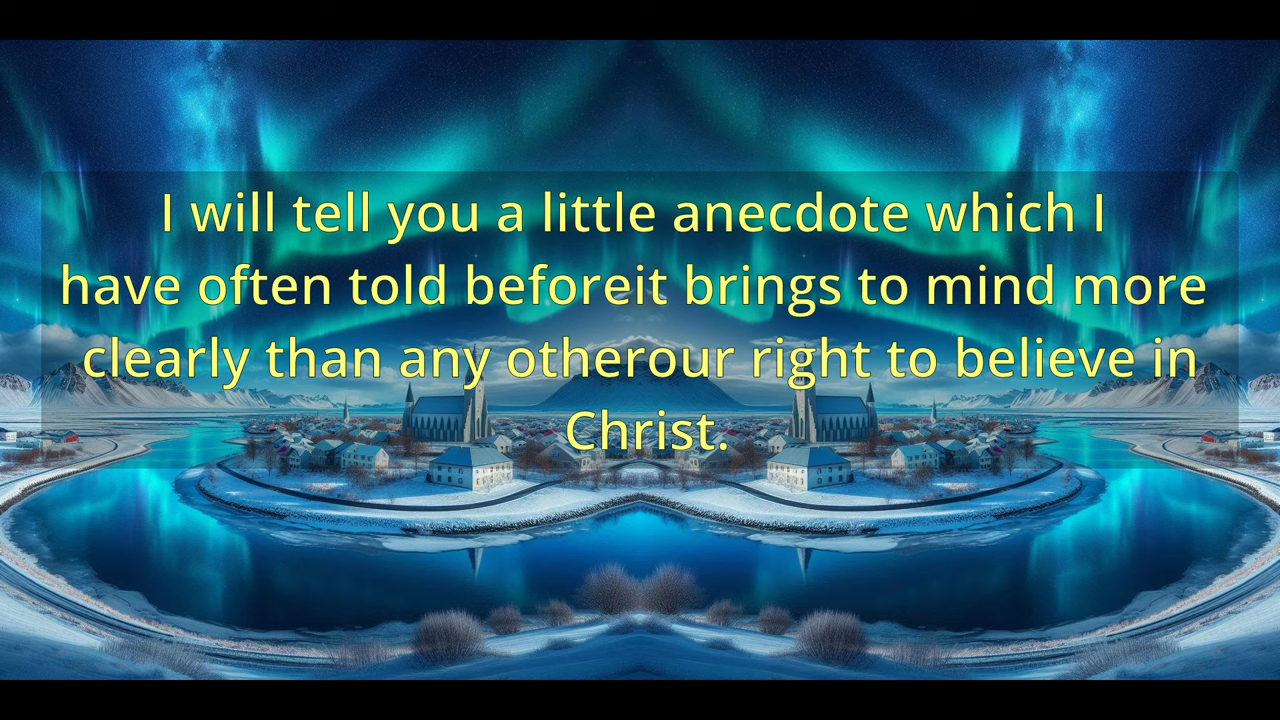 I will tell you a little anecdote which I
have often told beforeit brings to mind more
clearly than any otherour right to believe in
Christ.